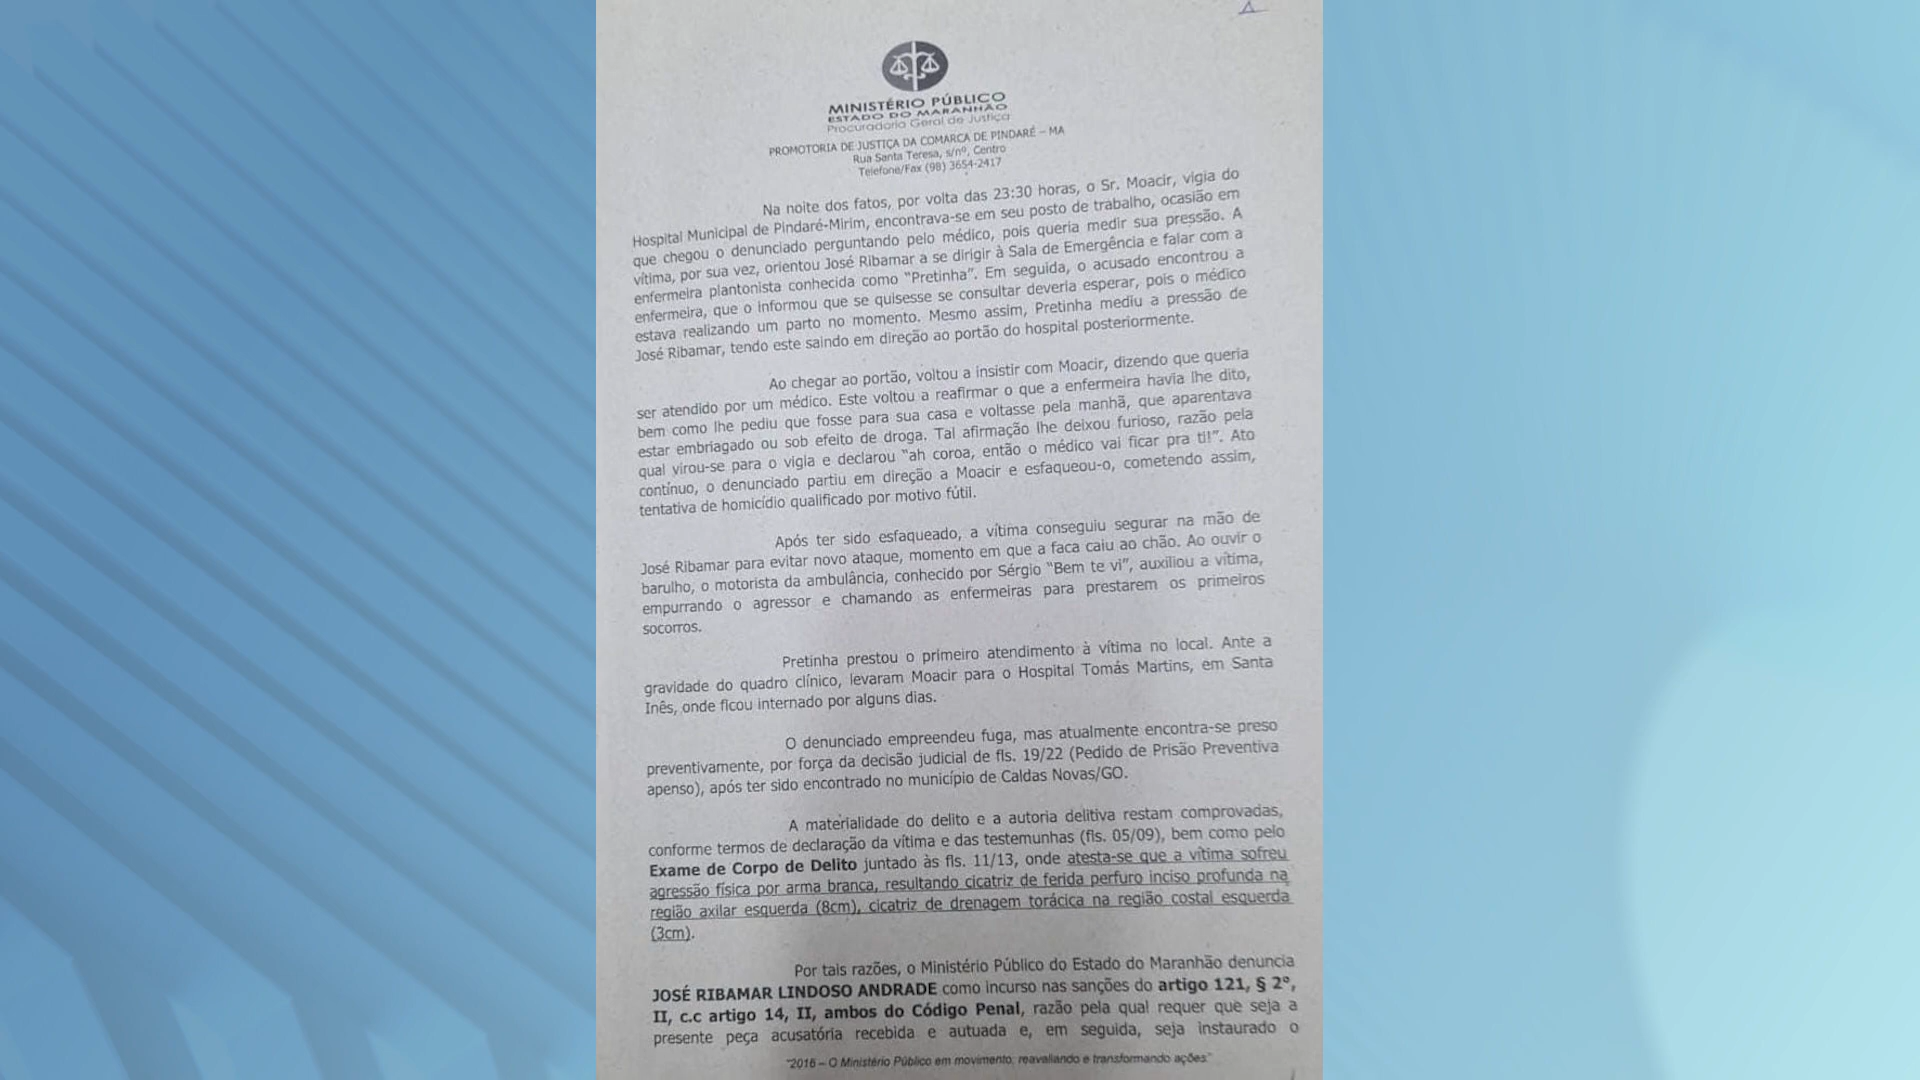 MINISTÉRIO PÚBLICO
ESTADO DO MARANHÃO
Procuradoria Geral de Justiça
PROMOTORIA DE JUSTIÇA DA COMARCA DE PINDARÉ – MA
Rua Santa Teresa, s/nº, Centro
Telefone/Fax (98) 3654-2417
Na noite dos fatos, por volta das 23:30 horas, o Sr. Moacir, vigia do
Hospital Municipal de Pindaré-Mirim, encontrava-se em seu posto de trabalho, ocasião em
que chegou o denunciado perguntando pelo médico, pois queria medir sua pressão. A
vítima, por sua vez, orientou José Ribamar a se dirigir à Sala de Emergência e falar com a
enfermeira plantonista conhecida como "Pretinha". Em seguida, o acusado encontrou a
enfermeira, que o informou que se quisesse se consultar deveria esperar, pois o médico
estava realizando um parto no momento. Mesmo assim, Pretinha mediu a pressão de
José Ribamar, tendo este saindo em direção ao portão do hospital posteriormente.
Ao chegar ao portão, voltou a insistir com Moacir, dizendo que queria
ser atendido por um médico. Este voltou a reafirmar o que a enfermeira havia lhe dito,
bem como lhe pediu que fosse para sua casa e voltasse pela manhã, que aparentava
estar embriagado ou sob efeito de droga. Tal afirmação lhe deixou furioso, razão pela
qual virou-se para o vigia e declarou "ah coroa, então o médico vai ficar pra ti!". Ato
contínuo, o denunciado partiu em direção a Moacir e esfaqueou-o, cometendo assim,
tentativa de homicídio qualificado por motivo fútil.
Após ter sido esfaqueado, a vítima conseguiu segurar na mão de
José Ribamar para evitar novo ataque, momento em que a faca caiu ao chão. Ao ouvir o
barulho, o motorista da ambulância, conhecido por Sérgio "Bem te vi", auxiliou a vítima,
empurrando o agressor e chamando as enfermeiras para prestarem os primeiros
socorros.
Pretinha prestou o primeiro atendimento à vítima no local. Ante a
gravidade do quadro clínico, levaram Moacir para o Hospital Tomás Martins, em Santa
Inês, onde ficou internado por alguns dias.
O denunciado empreendeu fuga, mas atualmente encontra-se preso
preventivamente, por força da decisão judicial de fls. 19/22 (Pedido de Prisão Preventiva
apenso), após ter sido encontrado no município de Caldas Novas/GO.
A materialidade do delito e a autoria delitiva restam comprovadas,
conforme termos de declaração da vítima e das testemunhas (fls. 05/09), bem como pelo
Exame de Corpo de Delito juntado às fls. 11/13, onde atesta-se que a vítima sofreu
agressão física por arma branca, resultando cicatriz de ferida perfuro inciso profunda na
região axilar esquerda (8cm), cicatriz de drenagem torácica na região costal esquerda
(3cm).
Por tais razões, o Ministério Público do Estado do Maranhão denuncia
JOSÉ RIBAMAR LINDOSO ANDRADE como incurso nas sanções do artigo 121, § 2º,
II, c.c artigo 14, II, ambos do Código Penal, razão pela qual requer que seja a
presente peça acusatória recebida e autuada e, em seguida, seja instaurado o
"2016 – O Ministério Público em movimento: reavaliando e transformando ações."